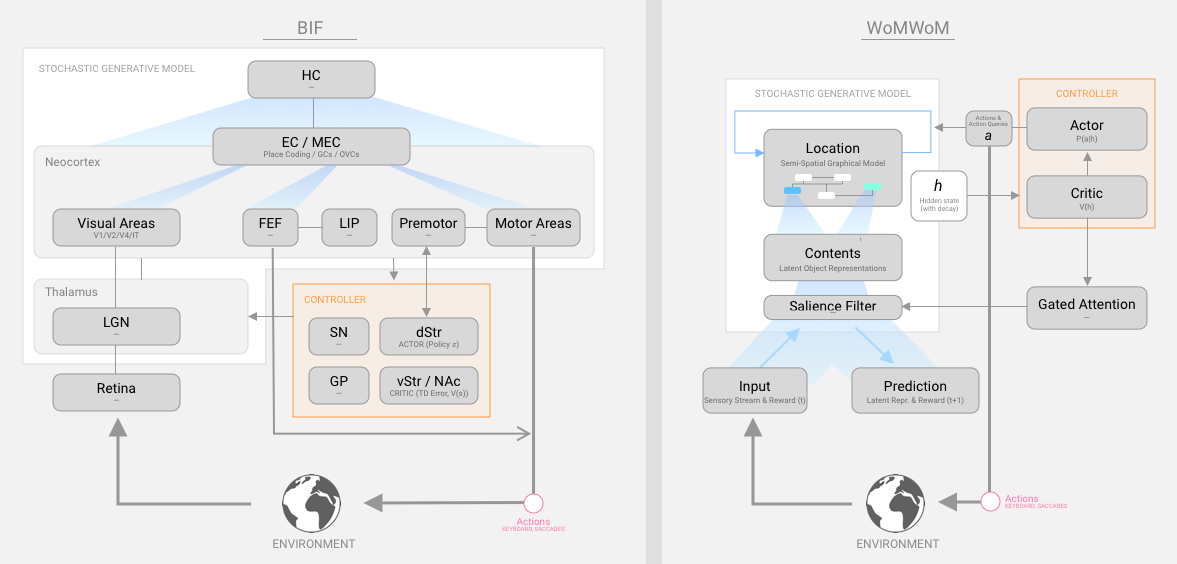 BIF
STOCHASTIC GENERATIVE MODEL
HC
–
EC / MEC
Place Coding / GCs / OVCs
Neocortex
Visual Areas
V1/V2/V4/IT
FEF
–
LIP
–
Premotor
–
Motor Areas
–
Thalamus
LGN
–
CONTROLLER
SN
–
dStr
ACTOR (Policy π)
GP
–
vStr / NAc
CRITIC (TD Error, V(s))
Retina
–
Actions
KEYBOARD, SACCADES
ENVIRONMENT
WoMWoM
STOCHASTIC GENERATIVE MODEL
Location
Semi-Spatial Graphical Model
Contents
Latent Object Representations
Salience Filter
–
Actions &
Action Queries
a
h
Hidden state
(with decay)
CONTROLLER
Actor
P(a|h)
Critic
V(h)
Gated Attention
–
Input
Sensory Stream & Reward (t)
Prediction
Latent Repr. & Reward (t+1)
Actions
KEYBOARD, SACCADES
ENVIRONMENT